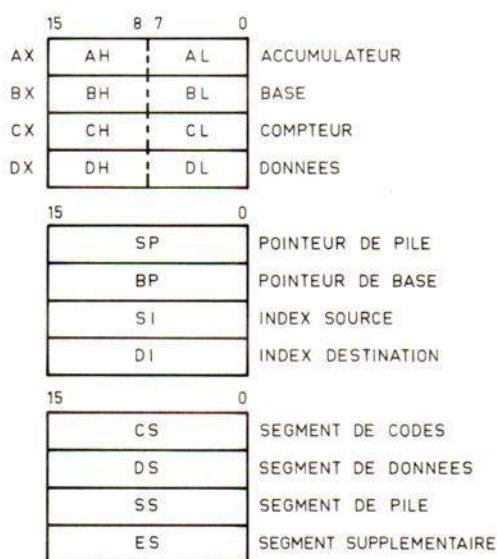 15 8 7 0
AX AH AL ACCUMULATEUR
BX BH BL BASE
CX CH CL COMPTEUR
DX DH DL DONNEES
15 0
SP POINTEUR DE PILE
BP POINTEUR DE BASE
SI INDEX SOURCE
DI INDEX DESTINATION
15 0
CS SEGMENT DE CODES
DS SEGMENT DE DONNEES
SS SEGMENT DE PILE
ES SEGMENT SUPPLEMENTAIRE